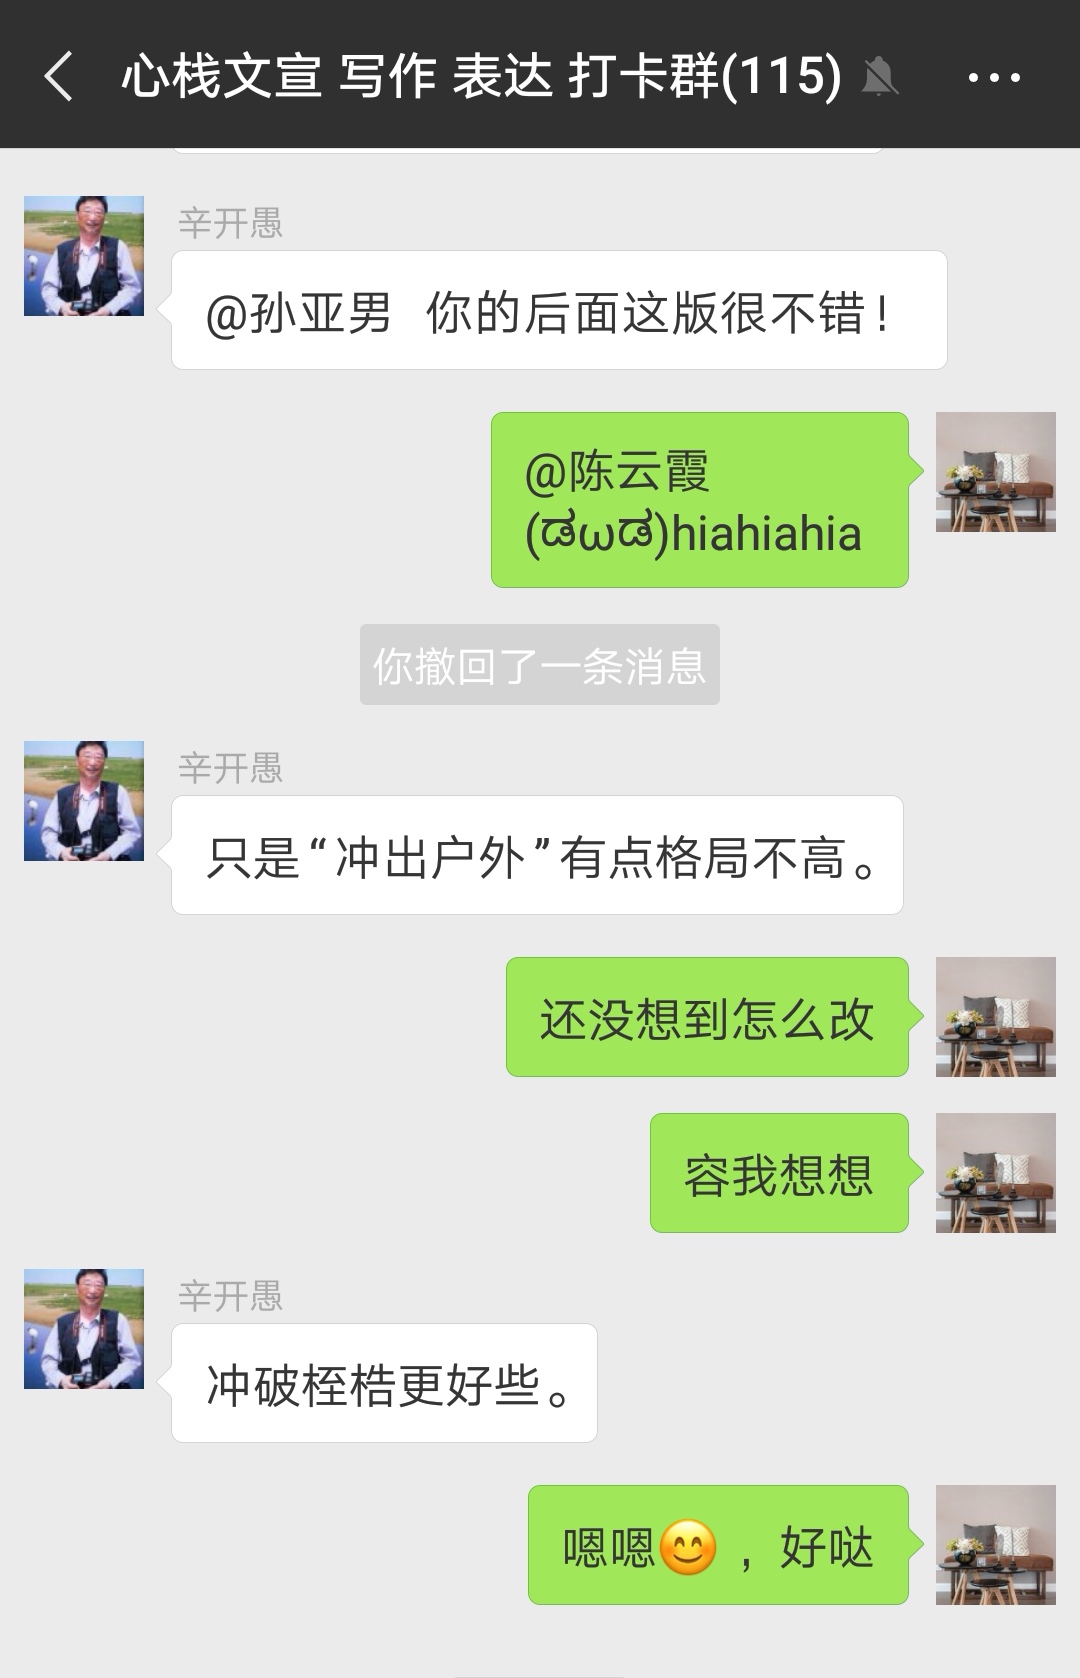 心栈文宣 写作 表达 打卡群(115)
辛开愚
@孙亚男 你的后面这版很不错!
@陈云霞
(ಡωಡ)hiahiahia
你撤回了一条消息
辛开愚
只是“冲出户外”有点格局不高。
还没想到怎么改
容我想想
辛开愚
冲破桎梏更好些。
嗯嗯😊，好哒